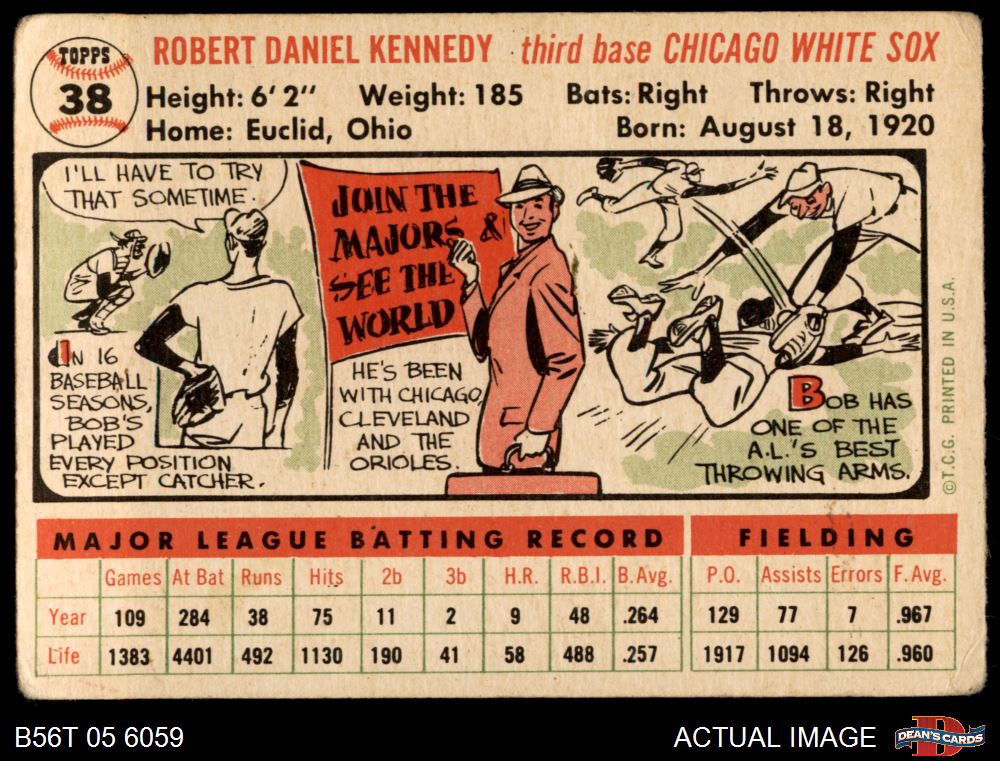 TOPPS
38
ROBERT DANIEL KENNEDY third base CHICAGO WHITE SOX
Height: 6' 2" Weight: 185 Bats: Right Throws: Right
Home: Euclid, Ohio Born: August 18, 1920
I'LL HAVE TO TRY
THAT SOMETIME.
IN 16
BASEBALL
SEASONS,
BOB'S
PLAYED
EVERY POSITION
EXCEPT CATCHER.
JOIN THE
MAJORS &
SEE THE
WORLD
HE'S BEEN
WITH CHICAGO,
CLEVELAND
AND THE
ORIOLES.
BOB HAS
ONE OF THE
A.L.'S BEST
THROWING ARMS.
©T.C.G. PRINTED IN U.S.A.
MAJOR LEAGUE BATTING RECORD FIELDING
Games At Bat Runs Hits 2b 3b H.R. R.B.I. B.Avg. P.O. Assists Errors F. Avg.
Year 109 284 38 75 11 2 9 48 .264 129 77 7 .967
Life 1383 4401 492 1130 190 41 58 488 .257 1917 1094 126 .960
B56T 05 6059 ACTUAL IMAGE
D
DEAN'S CARDS